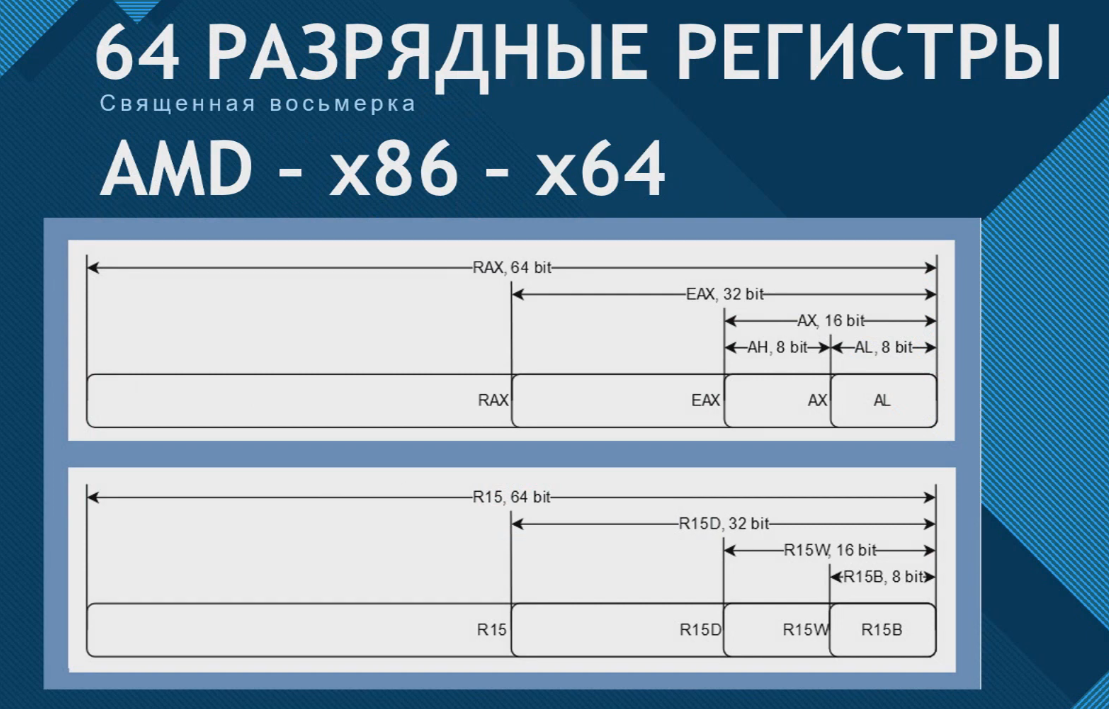 64 РАЗРЯДНЫЕ РЕГИСТРЫ
Священная восьмерка
AMD – x86 – x64
RAX, 64 bit
EAX, 32 bit
AX, 16 bit
AH, 8 bit AL, 8 bit
RAX EAX AX AL
R15, 64 bit
R15D, 32 bit
R15W, 16 bit
R15B, 8 bit
R15 R15D R15W R15B